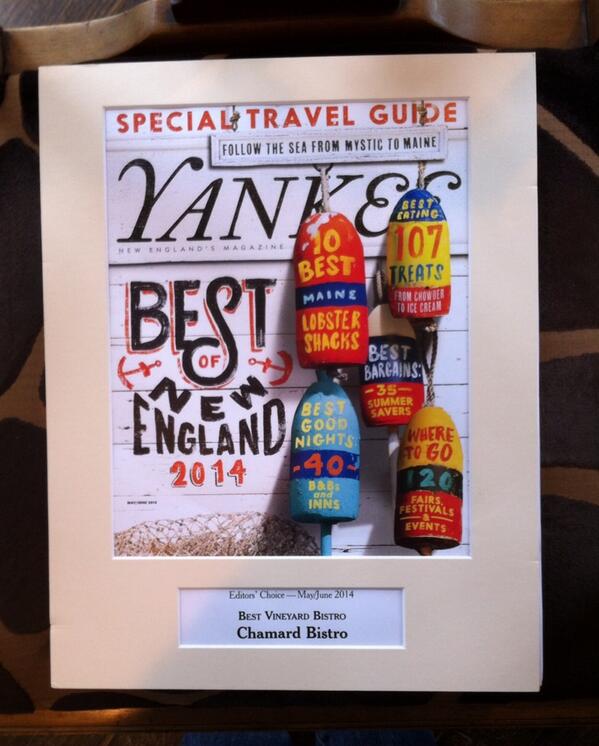 SPECIAL TRAVEL GUIDE
FOLLOW THE SEA FROM MYSTIC TO MAINE
YANKEE
NEW ENGLAND'S MAGAZINE
BEST
OF
NEW
ENGLAND
2014
MAY/JUNE 2014
10
BEST
MAINE
LOBSTER
SHACKS
BEST
EATING
107
TREATS
FROM CHOWDER
TO ICE CREAM
BEST
BARGAINS:
35
SUMMER
SAVERS
BEST
GOOD
NIGHTS
-40-
B&Bs
and
INNS
WHERE
TO GO
120
FAIRS,
FESTIVALS
&
EVENTS
Editors' Choice — May/June 2014
BEST VINEYARD BISTRO
Chamard Bistro